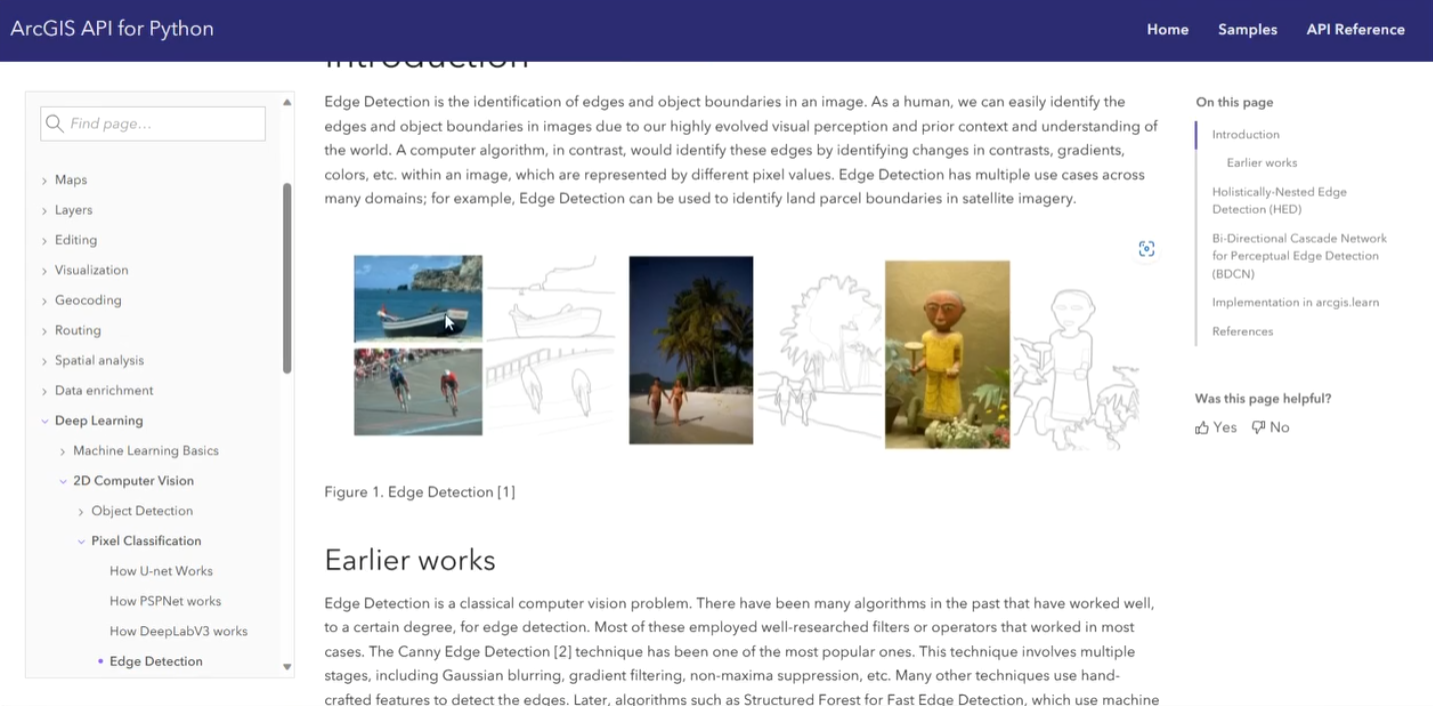 ArcGIS API for Python
Home Samples API Reference
Find page...
Maps
Layers
Editing
Visualization
Geocoding
Routing
Spatial analysis
Data enrichment
Deep Learning
Machine Learning Basics
2D Computer Vision
Object Detection
Pixel Classification
How U-net Works
How PSPNet works
How DeepLabV3 works
Edge Detection
Introduction
Edge Detection is the identification of edges and object boundaries in an image. As a human, we can easily identify the
edges and object boundaries in images due to our highly evolved visual perception and prior context and understanding of
the world. A computer algorithm, in contrast, would identify these edges by identifying changes in contrasts, gradients,
colors, etc. within an image, which are represented by different pixel values. Edge Detection has multiple use cases across
many domains; for example, Edge Detection can be used to identify land parcel boundaries in satellite imagery.
Figure 1. Edge Detection [1]
Earlier works
Edge Detection is a classical computer vision problem. There have been many algorithms in the past that have worked well,
to a certain degree, for edge detection. Most of these employed well-researched filters or operators that worked in most
cases. The Canny Edge Detection [2] technique has been one of the most popular ones. This technique involves multiple
stages, including Gaussian blurring, gradient filtering, non-maxima suppression, etc. Many other techniques use hand-
crafted features to detect the edges. Later, algorithms such as Structured Forest for Fast Edge Detection, which use machine
On this page
Introduction
Earlier works
Holistically-Nested Edge
Detection (HED)
Bi-Directional Cascade Network
for Perceptual Edge Detection
(BDCN)
Implementation in arcgis.learn
References
Was this page helpful?
Yes No